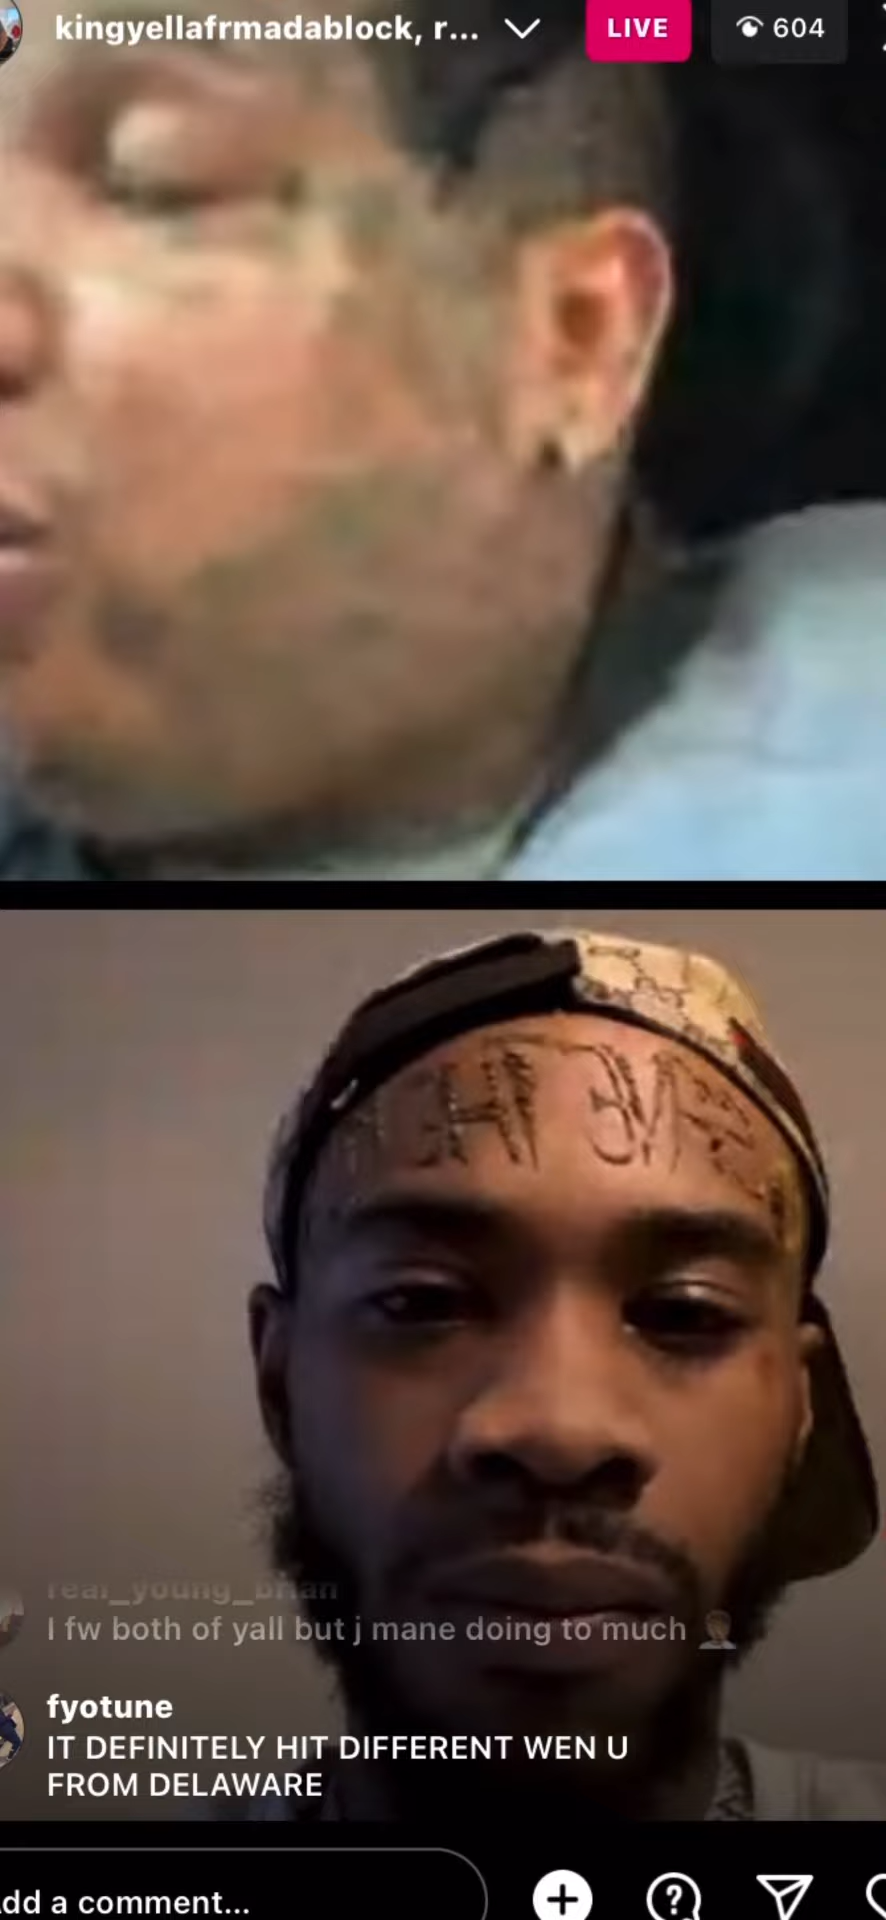 kingyellafrmadablock, r...
LIVE
604
real_young_brian
I fw both of yall but j mane doing to much 🤦🏽‍♂️
fyotune
IT DEFINITELY HIT DIFFERENT WEN U
FROM DELAWARE
dd a comment...